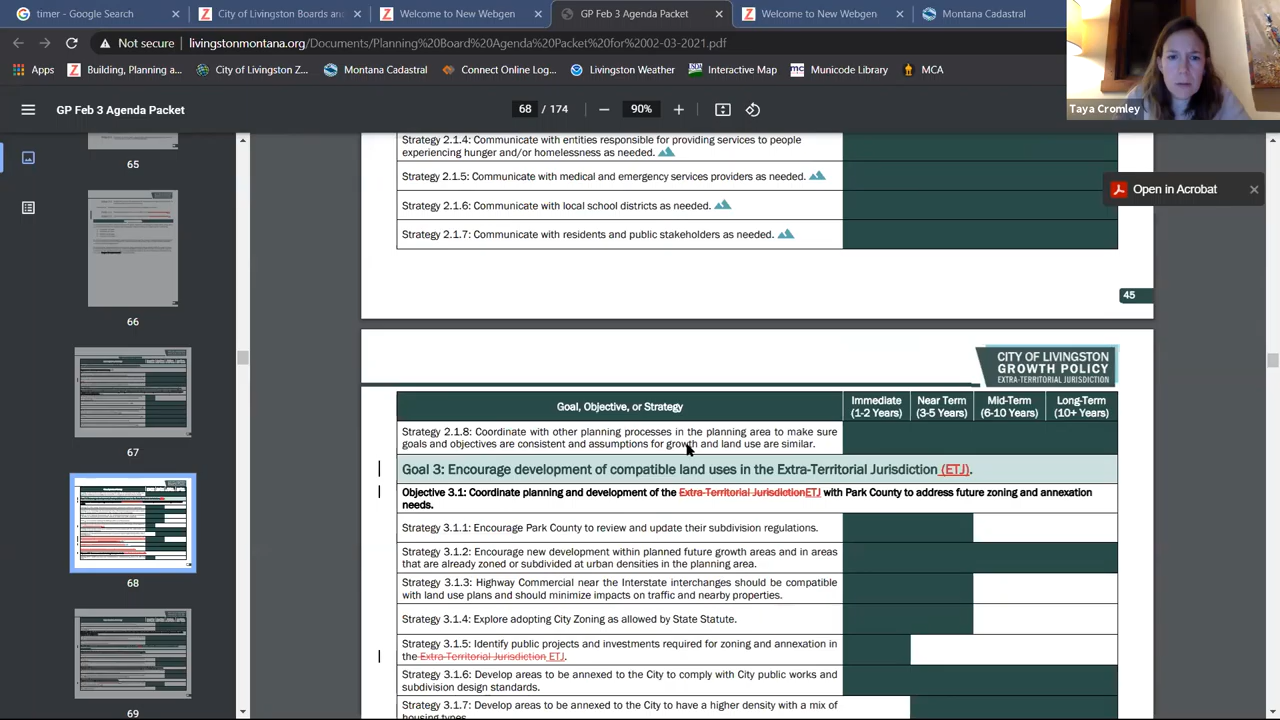 timer - Google Search
City of Livingston Boards and
Welcome to New Webgen
GP Feb 3 Agenda Packet
Welcome to New Webgen
Montana Cadastral
Not secure
livingstonmontana.org/Documents/Planning%20Board%20Agenda%20Packet%20for%2002-03-2021.pdf
Apps
Building, Planning a...
City of Livingston Z...
Montana Cadastral
Connect Online Log...
Livingston Weather
Interactive Map
Municode Library
MCA
Taya Cromley
GP Feb 3 Agenda Packet
68 / 174
90%
Open in Acrobat
65
66
67
68
69
Strategy 2.1.4: Communicate with entities responsible for providing services to people
experiencing hunger and/or homelessness as needed.
Strategy 2.1.5: Communicate with medical and emergency services providers as needed.
Strategy 2.1.6: Communicate with local school districts as needed.
Strategy 2.1.7: Communicate with residents and public stakeholders as needed.
45
CITY OF LIVINGSTON
GROWTH POLICY
EXTRA-TERRITORIAL JURISDICTION
Goal, Objective, or Strategy
Immediate
(1-2 Years)
Near Term
(3-5 Years)
Mid-Term
(6-10 Years)
Long-Term
(10+ Years)
Strategy 2.1.8: Coordinate with other planning processes in the planning area to make sure
goals and objectives are consistent and assumptions for growth and land use are similar.
Goal 3: Encourage development of compatible land uses in the Extra-Territorial Jurisdiction (ETJ).
Objective 3.1: Coordinate planning and development of the Extra-Territorial JurisdictionETJ with Park County to address future zoning and annexation
needs.
Strategy 3.1.1: Encourage Park County to review and update their subdivision regulations.
Strategy 3.1.2: Encourage new development within planned future growth areas and in areas
that are already zoned or subdivided at urban densities in the planning area.
Strategy 3.1.3: Highway Commercial near the Interstate interchanges should be compatible
with land use plans and should minimize impacts on traffic and nearby properties.
Strategy 3.1.4: Explore adopting City Zoning as allowed by State Statute.
Strategy 3.1.5: Identify public projects and investments required for zoning and annexation in
the Extra-Territorial Jurisdiction ETJ.
Strategy 3.1.6: Develop areas to be annexed to the City to comply with City public works and
subdivision design standards.
Strategy 3.1.7: Develop areas to be annexed to the City to have a higher density with a mix of
housing types.